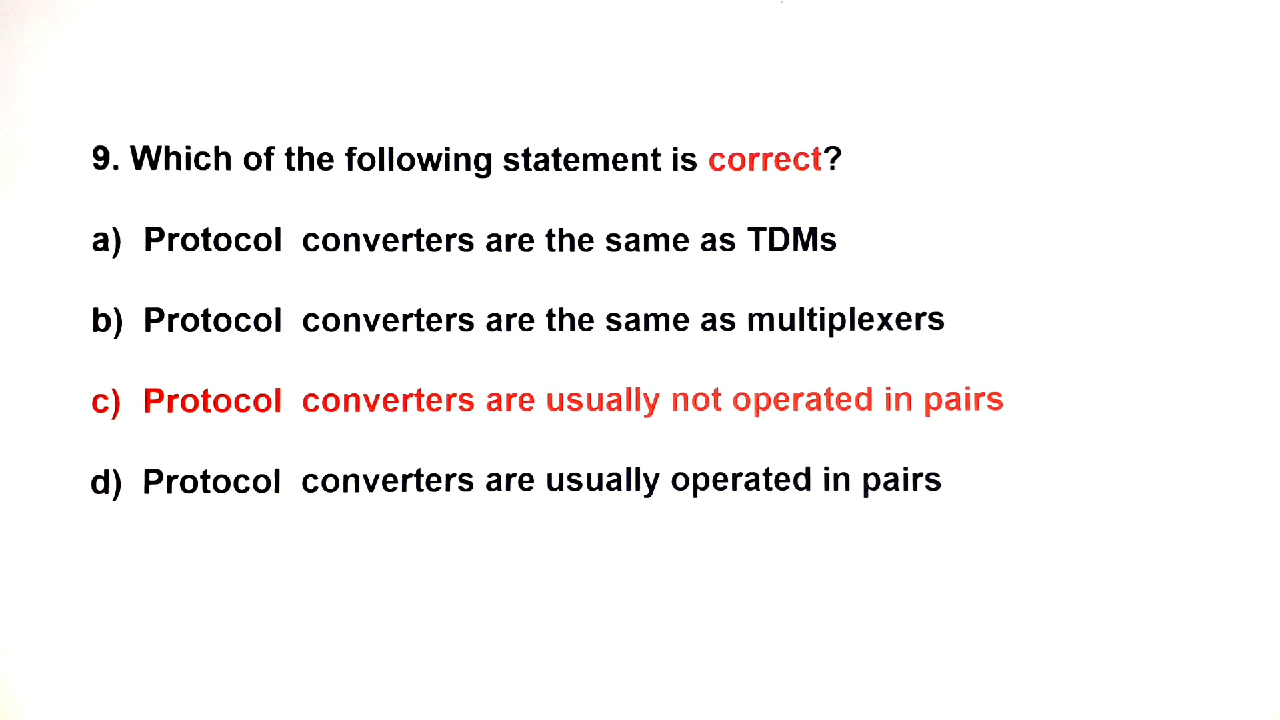 9. Which of the following statement is correct?
a) Protocol converters are the same as TDMs
b) Protocol converters are the same as multiplexers
c) Protocol converters are usually not operated in pairs
d) Protocol converters are usually operated in pairs